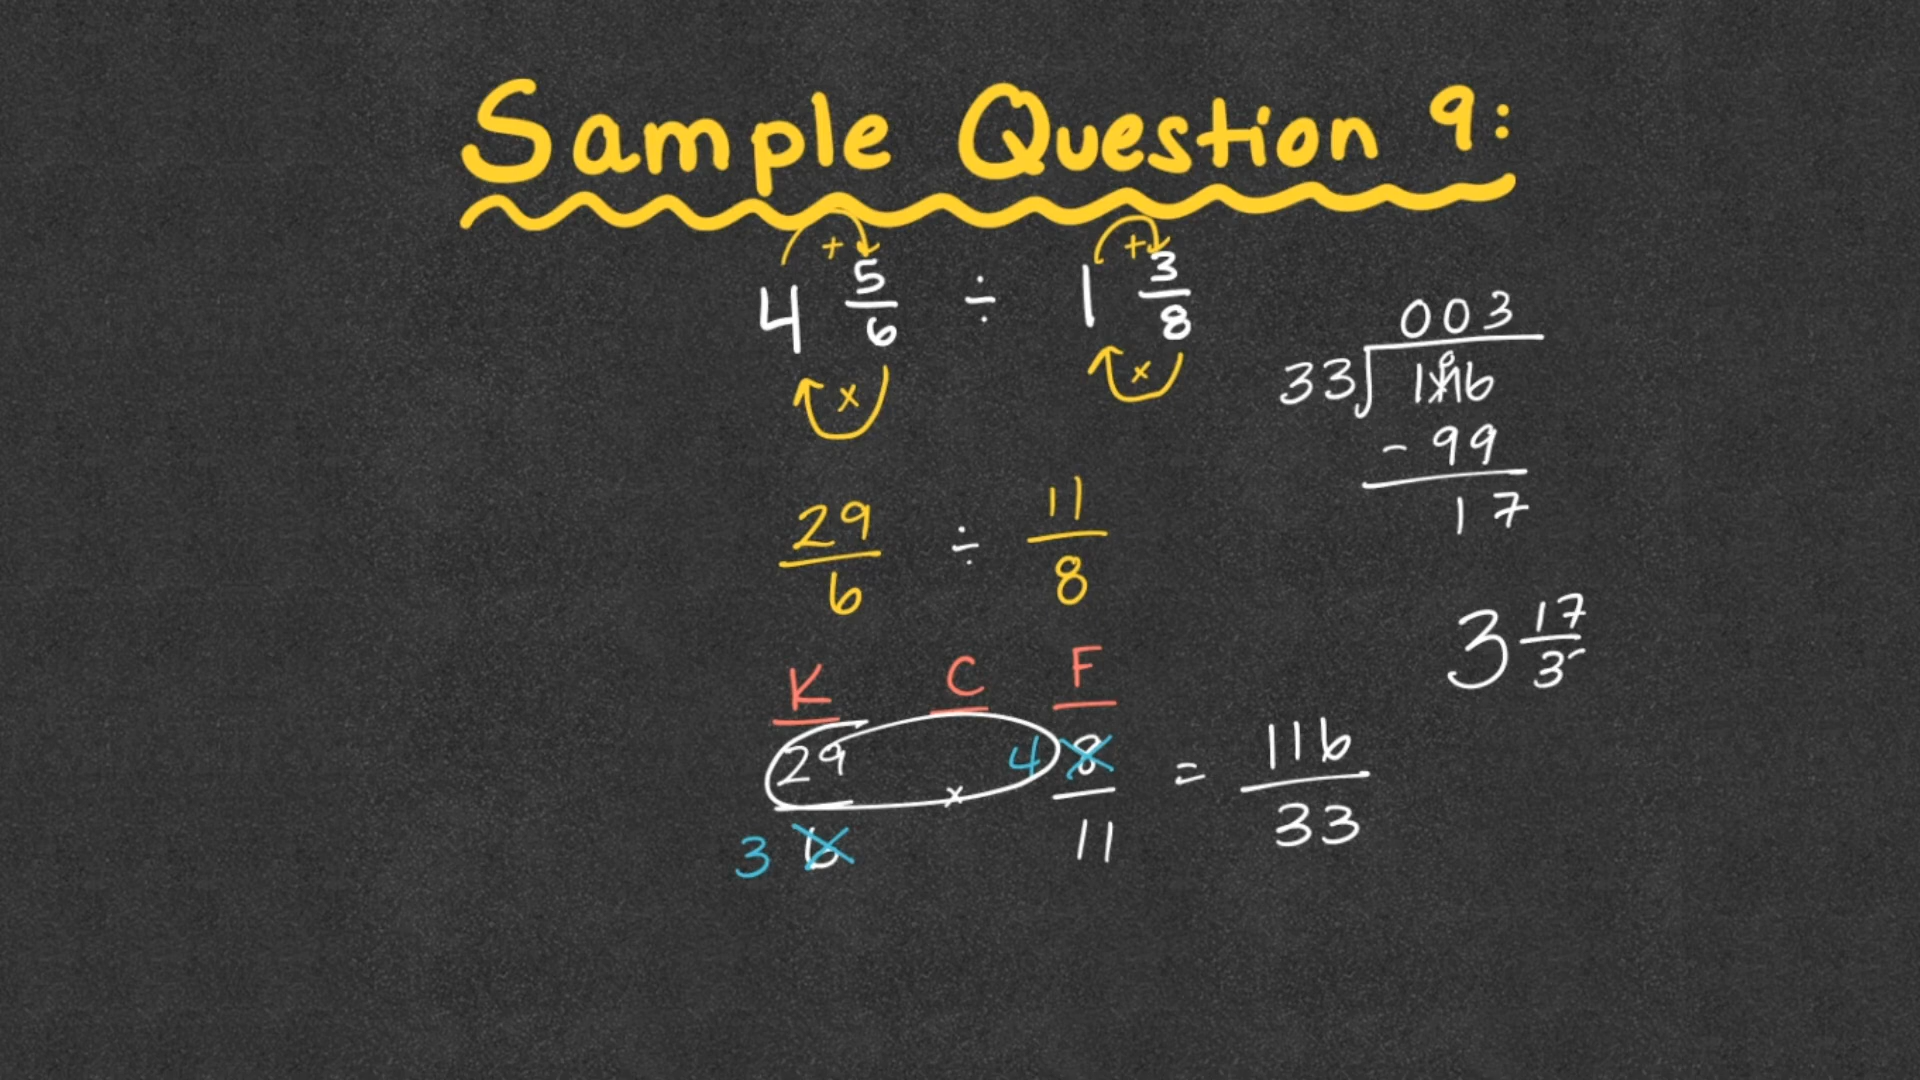 Sample Question 9:
4 5/6 ÷ 1 3/8
+ +
x x
29/6 ÷ 11/8
K C F
29 4 8
x
3 6 11
= 116/33
003
33 116
- 99
17
3 17/3